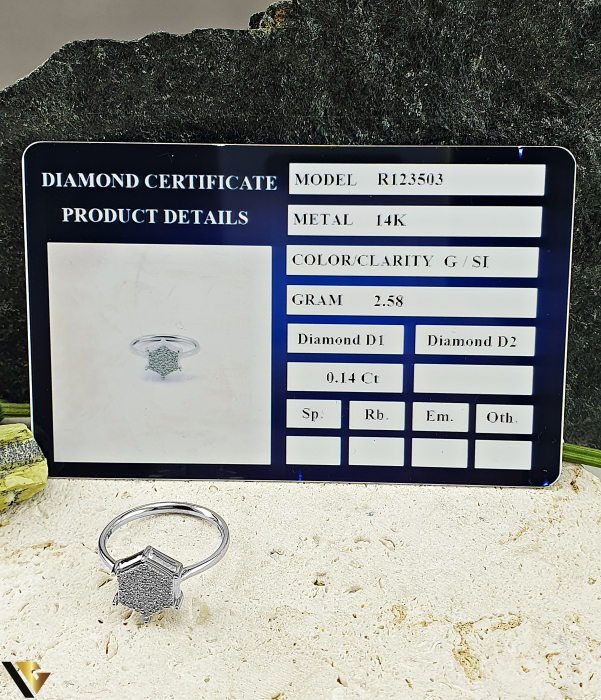 DIAMOND CERTIFICATE
PRODUCT DETAILS
MODEL R123503
METAL 14K
COLOR/CLARITY G / SI
GRAM 2.58
Diamond D1 Diamond D2
0.14 Ct
Sp. Rb. Em. Oth.